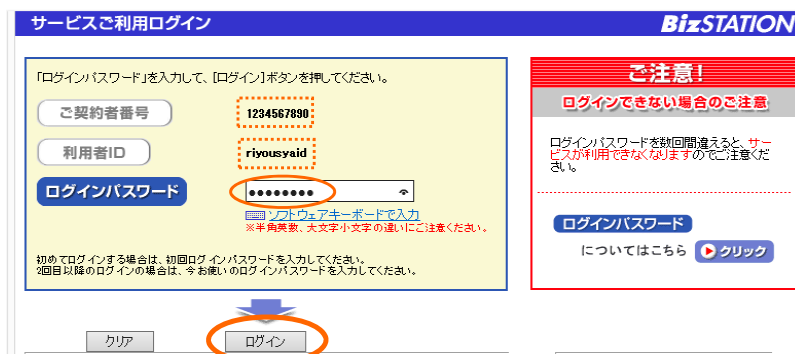 サービスご利用ログイン
BizSTATION
「ログインパスワード」を入力して、[ログイン]ボタンを押してください。
ご契約者番号
1234567890
利用者ID
riyousyaid
ログインパスワード
●●●●●●●●
ソフトウェアキーボードで入力
※半角英数、大文字小文字の違いにご注意ください。
初めてログインする場合は、初回ログインパスワードを入力してください。
2回目以降のログインの場合は、今お使いのログインパスワードを入力してください。
クリア
ログイン
ご注意!
ログインできない場合のご注意
ログインパスワードを数回間違えると、サー
ビスが利用できなくなりますのでご注意くだ
さい。
ログインパスワード
についてはこちら
クリック